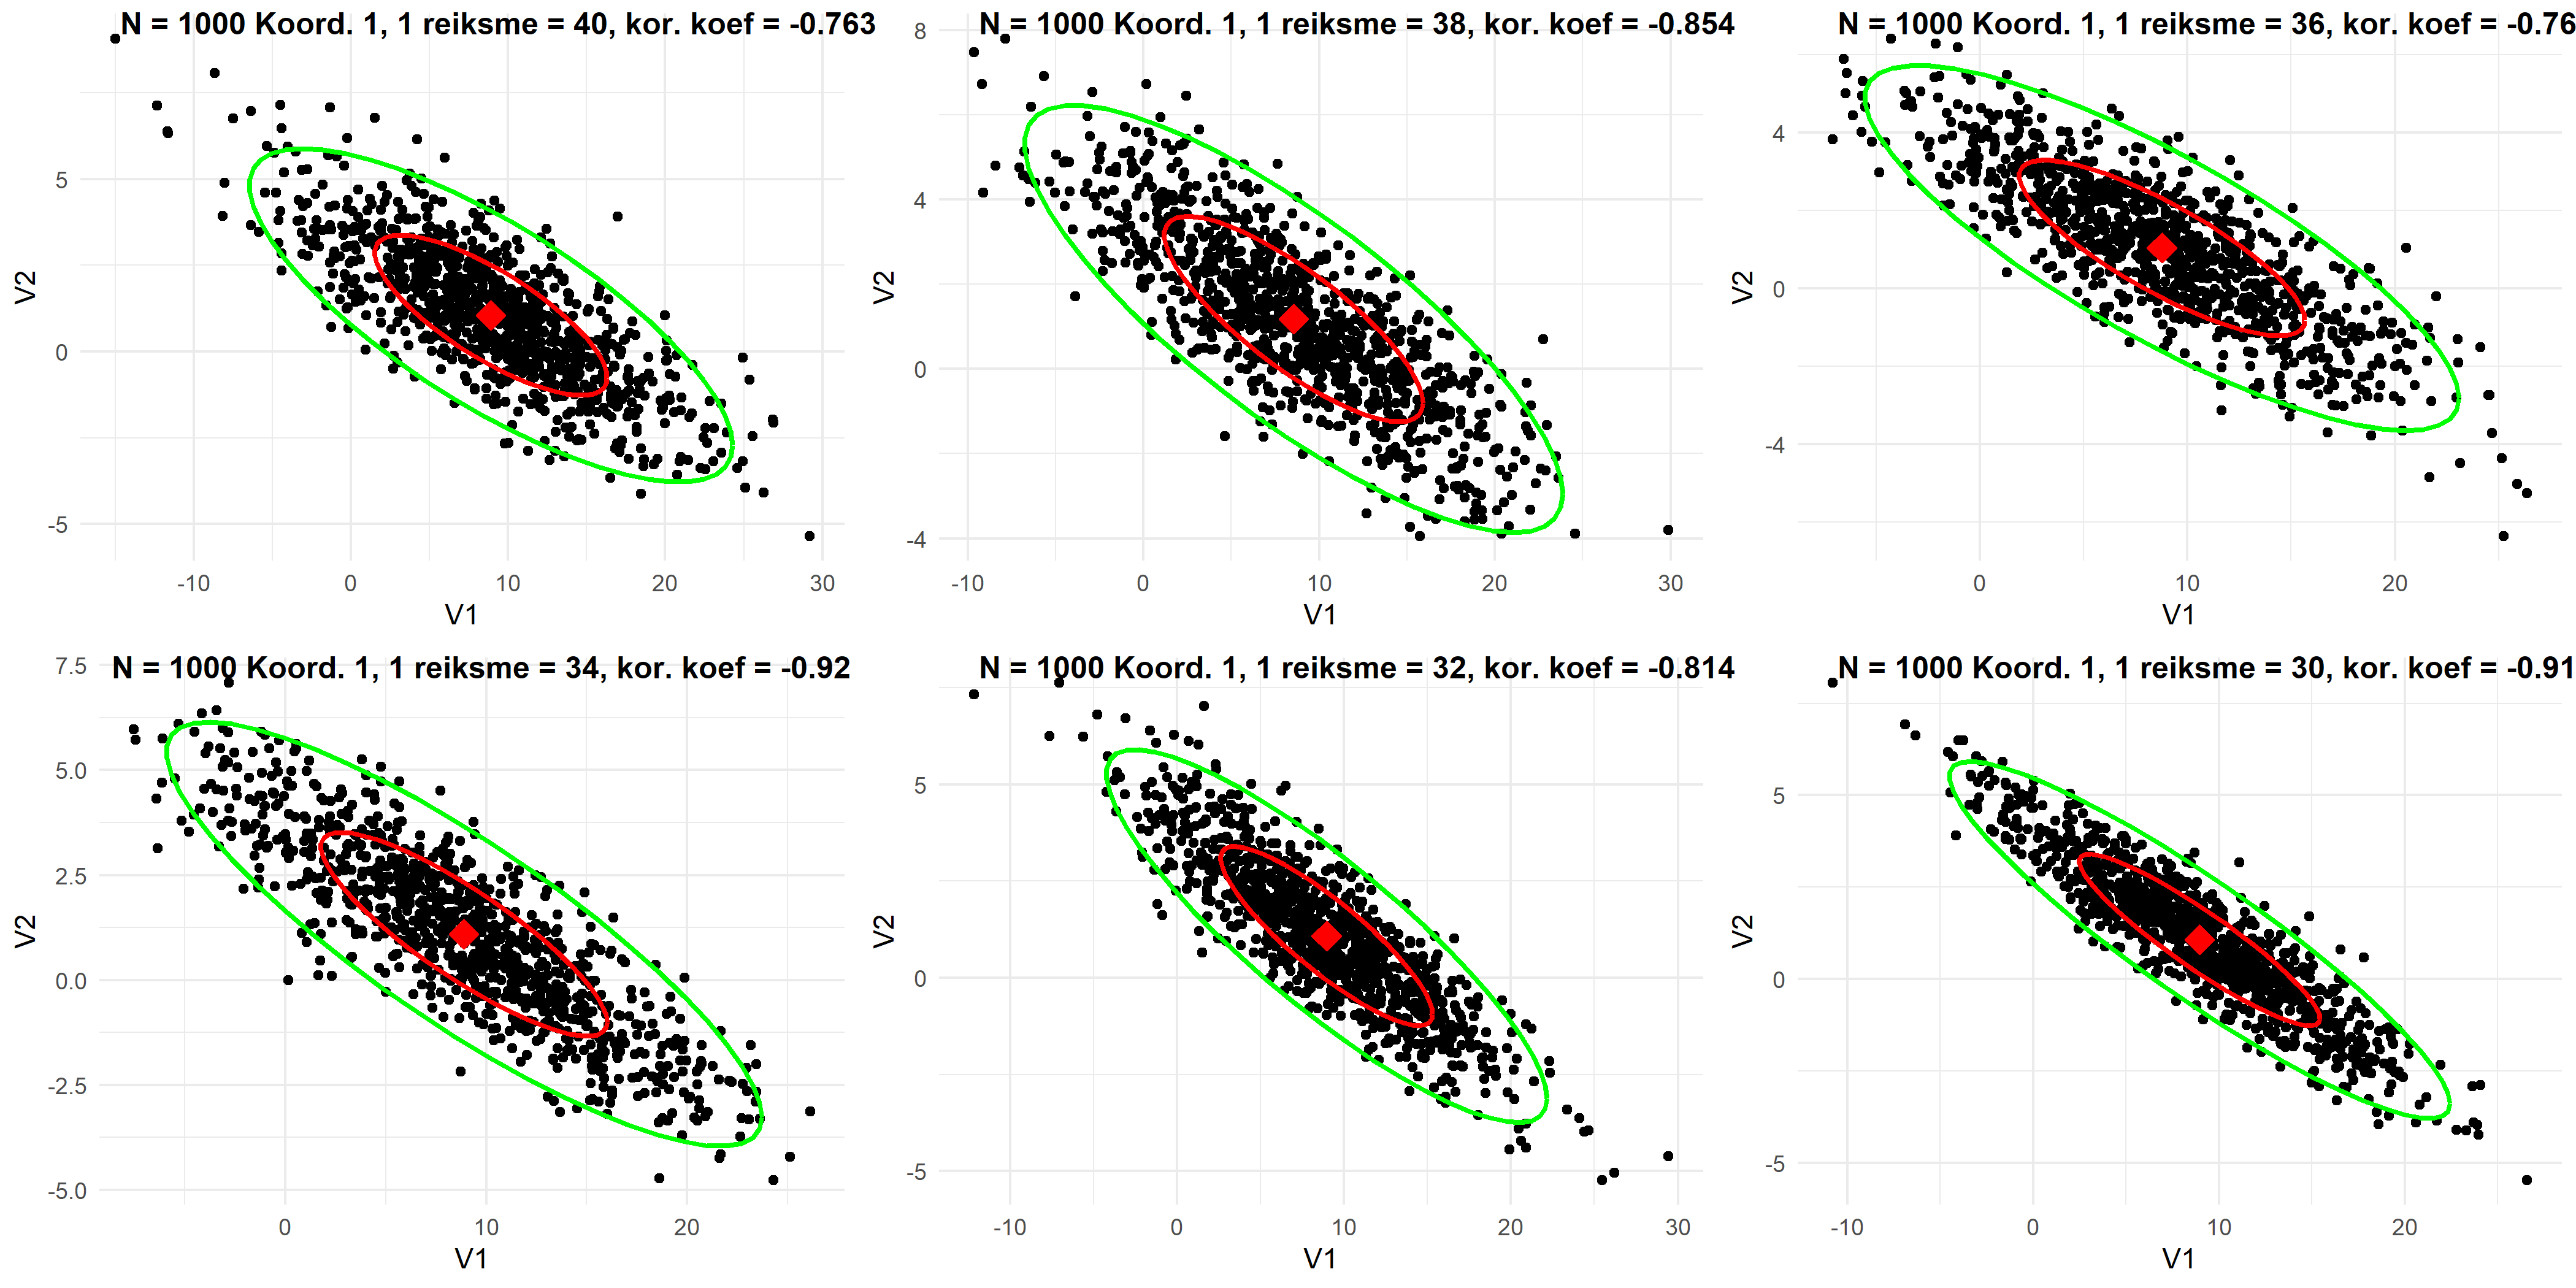 N = 1000 Koord. 1, 1 reiksme = 40, kor. koef = -0.763
5
0
-5
V2
-10 0 10 20 30
V1
N = 1000 Koord. 1, 1 reiksme = 38, kor. koef = -0.854
8
4
0
-4
V2
-10 0 10 20 30
V1
N = 1000 Koord. 1, 1 reiksme = 36, kor. koef = -0.76
4
0
-4
V2
0 10 20
V1
N = 1000 Koord. 1, 1 reiksme = 34, kor. koef = -0.92
7.5
5.0
2.5
0.0
-2.5
-5.0
V2
0 10 20
V1
N = 1000 Koord. 1, 1 reiksme = 32, kor. koef = -0.814
5
0
-5
V2
-10 0 10 20 30
V1
N = 1000 Koord. 1, 1 reiksme = 30, kor. koef = -0.91
5
0
-5
V2
-10 0 10 20
V1